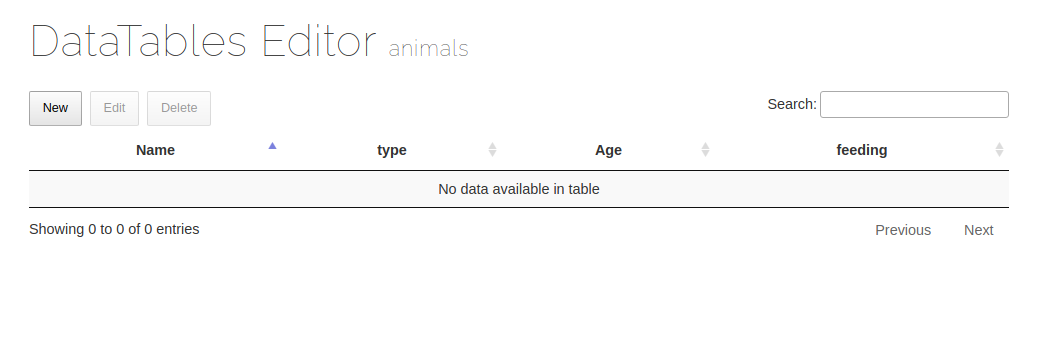 DataTables Editor animals
New Edit Delete Search:
Name type Age feeding
No data available in table
Showing 0 to 0 of 0 entries Previous Next